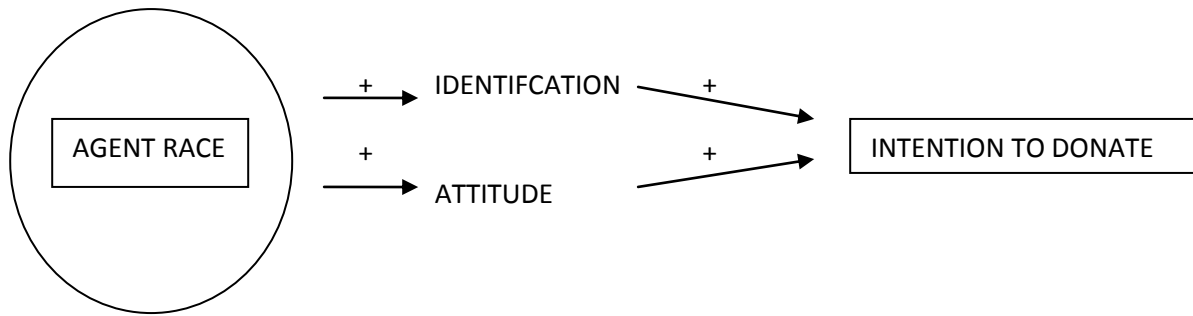 + IDENTIFCATION +
AGENT RACE + + INTENTION TO DONATE
ATTITUDE